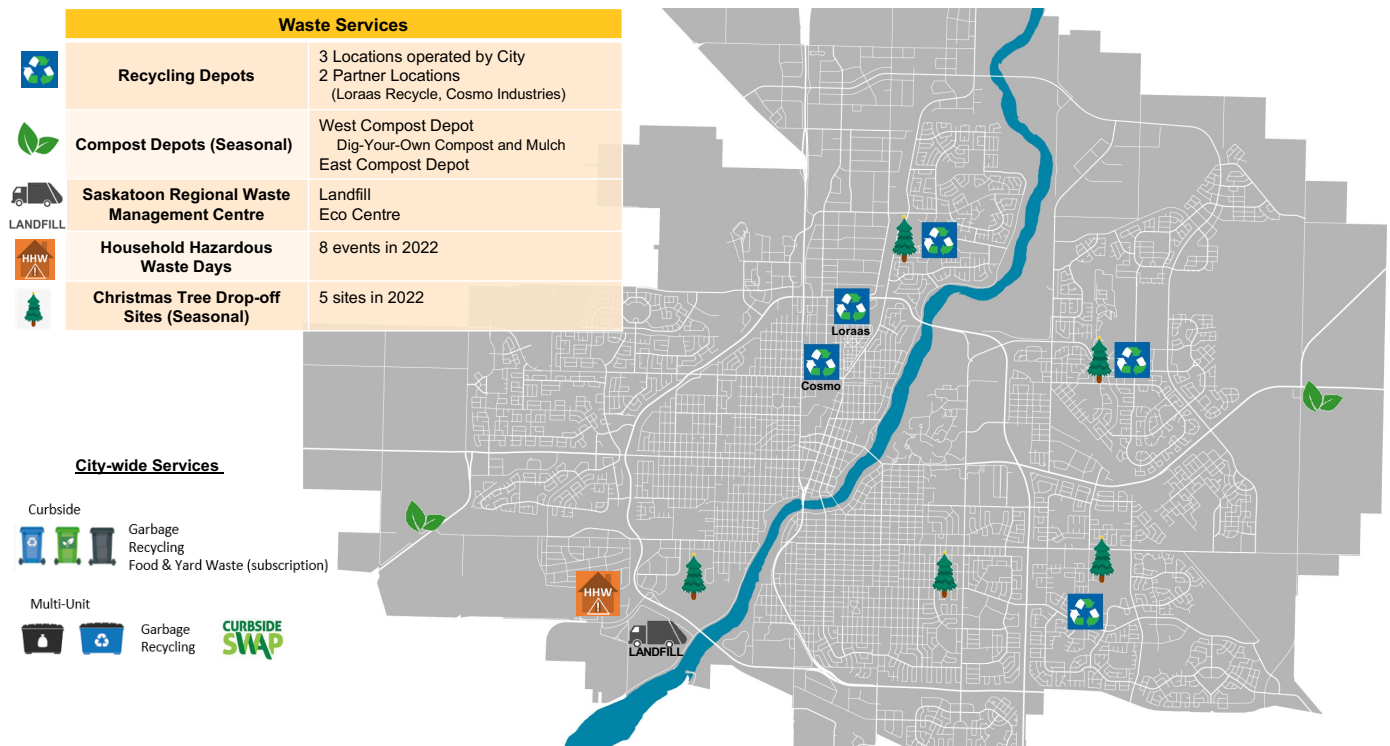 Waste Services
Recycling Depots
3 Locations operated by City
2 Partner Locations
(Loraas Recycle, Cosmo Industries)
Compost Depots (Seasonal)
West Compost Depot
Dig-Your-Own Compost and Mulch
East Compost Depot
LANDFILL
Saskatoon Regional Waste
Management Centre
Landfill
Eco Centre
HHW
Household Hazardous
Waste Days
8 events in 2022
Christmas Tree Drop-off
Sites (Seasonal)
5 sites in 2022
Loraas
Cosmo
HHW
LANDFILL
City-wide Services
Curbside
Garbage
Recycling
Food & Yard Waste (subscription)
Multi-Unit
Garbage
Recycling
CURBSIDE
SWAP